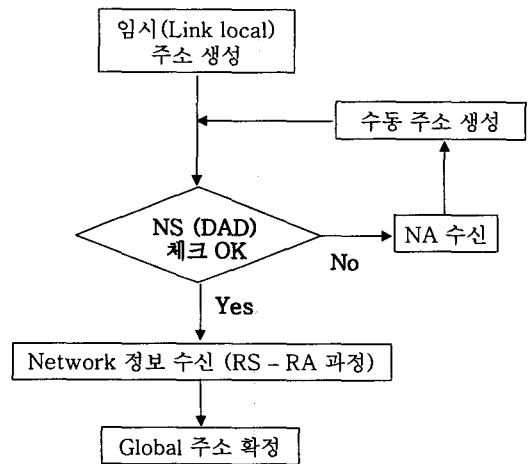 임시(Link local)
주소 생성
수동 주소 생성
NS (DAD)
체크 OK
NA 수신
No
Yes
Network 정보 수신 (RS – RA 과정)
Global 주소 확정